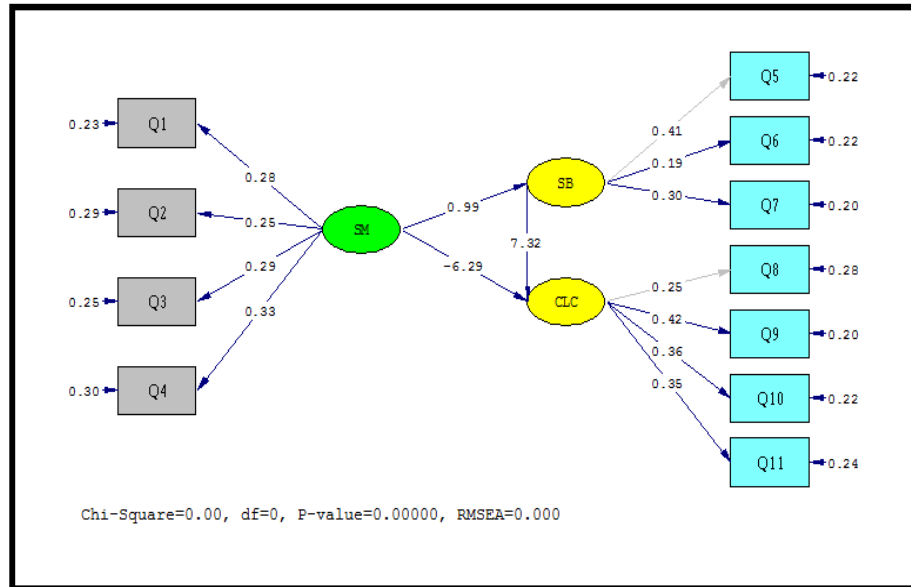 Q5
0.22
0.23
Q1
0.41
Q6
0.22
0.28
0.19
SB
0.29
Q2
0.25
0.99
0.30
Q7
0.20
SM
7.32
0.29
-6.29
Q8
0.28
0.25
Q3
0.25
CLC
0.33
0.42
Q9
0.20
0.36
0.30
Q4
0.35
Q10
0.22
Q11
0.24
Chi-Square=0.00, df=0, P-value=0.00000, RMSEA=0.000